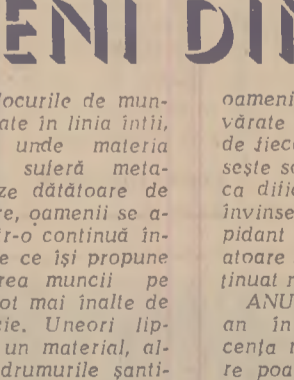 ENI DI
locurile de mun-
ate în linia întîi,
unde materia
suferă meta-
ze dătătoare de
re, oamenii se a-
r-o continuă în-
e ce își propune
rea muncii pe
ot mai înalte de
ție. Uneori lip-
un material, al-
drumurile șanti-
oameni
vărate
de fiec
sește s
ca difi
învinse
pidant
atoare
tinuat
ANU
an în
cența
re poa